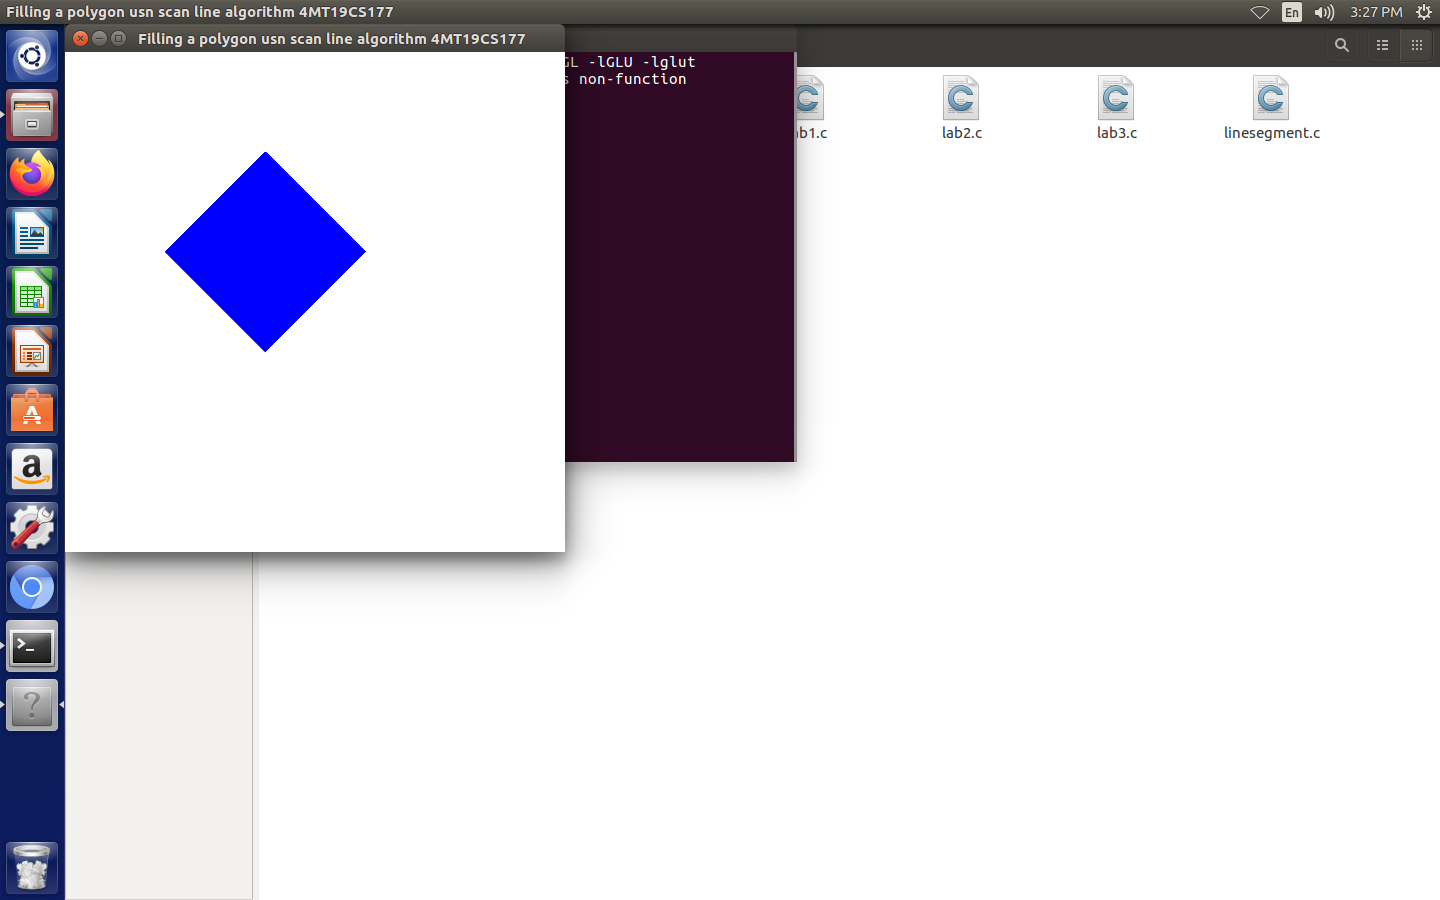 Filling a polygon usn scan line algorithm 4MT19CS177
En
3:27 PM
Filling a polygon usn scan line algorithm 4MT19CS177
GL -lGLU -lglut
s non-function
ab1.c
lab2.c
lab3.c
linesegment.c